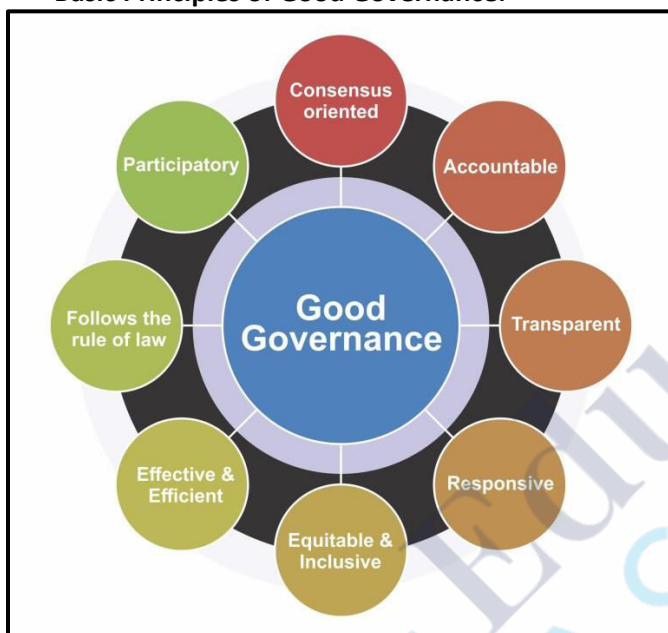 Basic Principles of Good Governance:
Consensus
oriented
Participatory
Accountable
Follows the
rule of law
Good
Governance
Transparent
Effective &
Efficient
Responsive
Equitable &
Inclusive
Edu